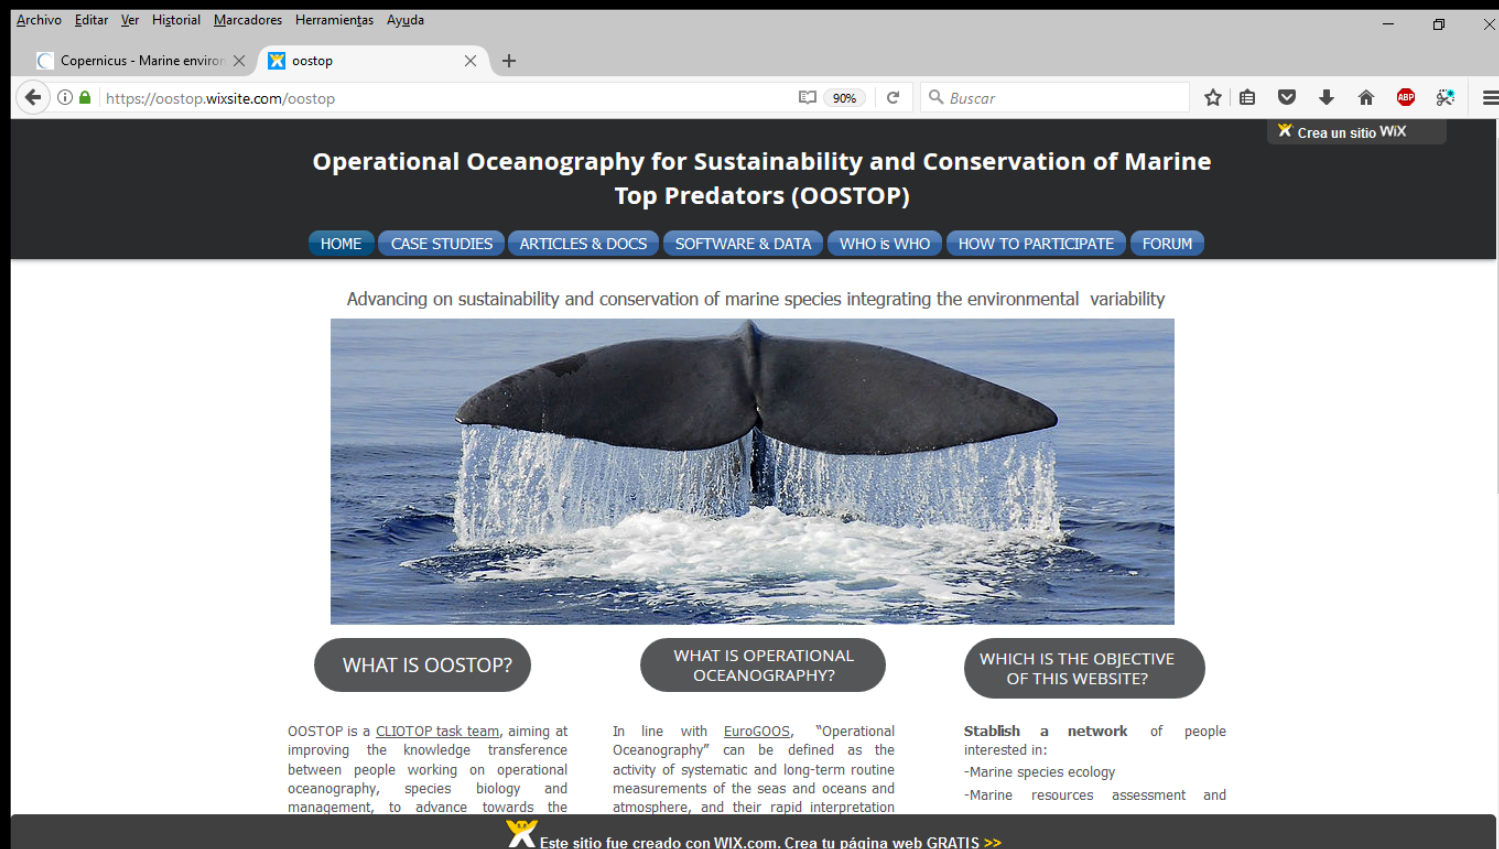 Archivo Editar Ver Historial Marcadores Herramientas Ayuda
Copernicus - Marine environ
oostop
https://oostop.wixsite.com/oostop
90%
Buscar
ABP
Crea un sitio WiX
Operational Oceanography for Sustainability and Conservation of Marine
Top Predators (OOSTOP)
HOME CASE STUDIES ARTICLES & DOCS SOFTWARE & DATA WHO is WHO HOW TO PARTICIPATE FORUM
Advancing on sustainability and conservation of marine species integrating the environmental variability
WHAT IS OOSTOP?
OOSTOP is a CLIOTOP task team, aiming at
improving the knowledge transference
between people working on operational
oceanography, species biology and
management, to advance towards the
WHAT IS OPERATIONAL
OCEANOGRAPHY?
In line with EuroGOOS, “Operational
Oceanography” can be defined as the
activity of systematic and long-term routine
measurements of the seas and oceans and
atmosphere, and their rapid interpretation
WHICH IS THE OBJECTIVE
OF THIS WEBSITE?
Stablish a network of people
interested in:
-Marine species ecology
-Marine resources assessment and
Este sitio fue creado con WIX.com. Crea tu página web GRATIS >>